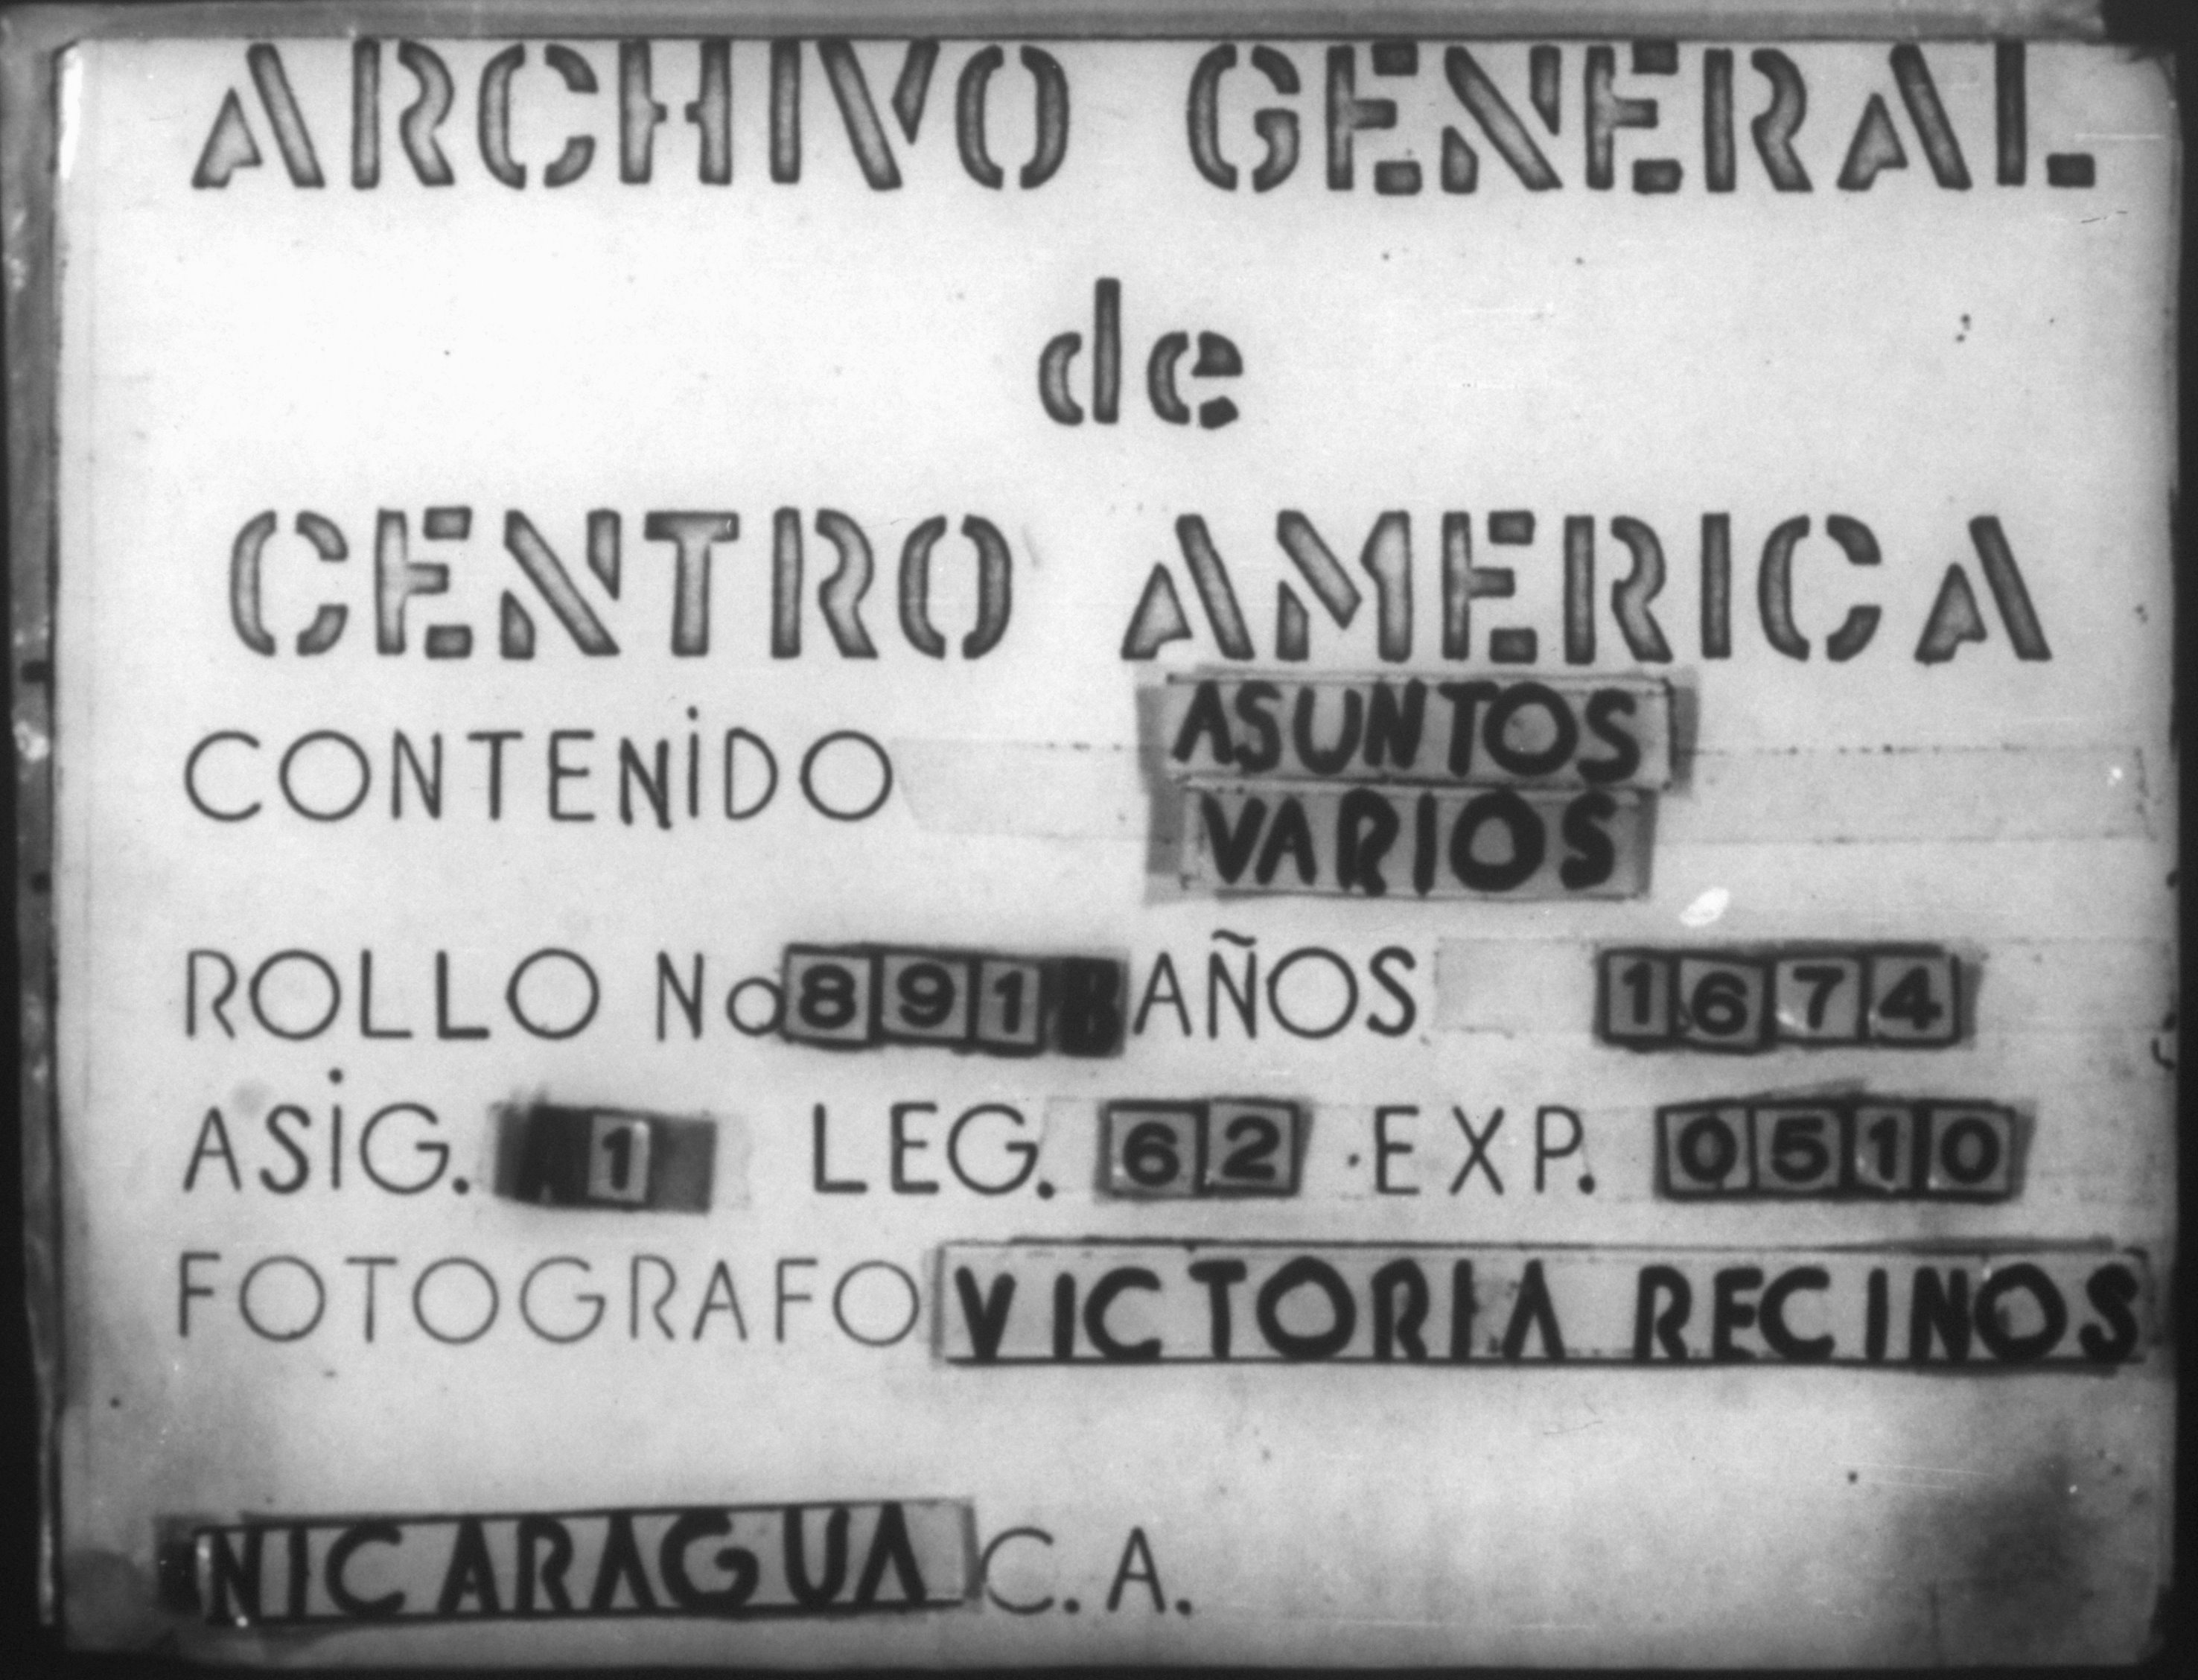 ARCHIVO GENERAL
de
CENTRO AMERICA
CONTENIDO ASUNTOS
VARIOS
ROLLO No 891 AÑOS 1674
ASIG. 1 LEG. 62 EXP. 0510
FOTOGRAFO VICTORIA RECINOS
NICARAGUA C.A.